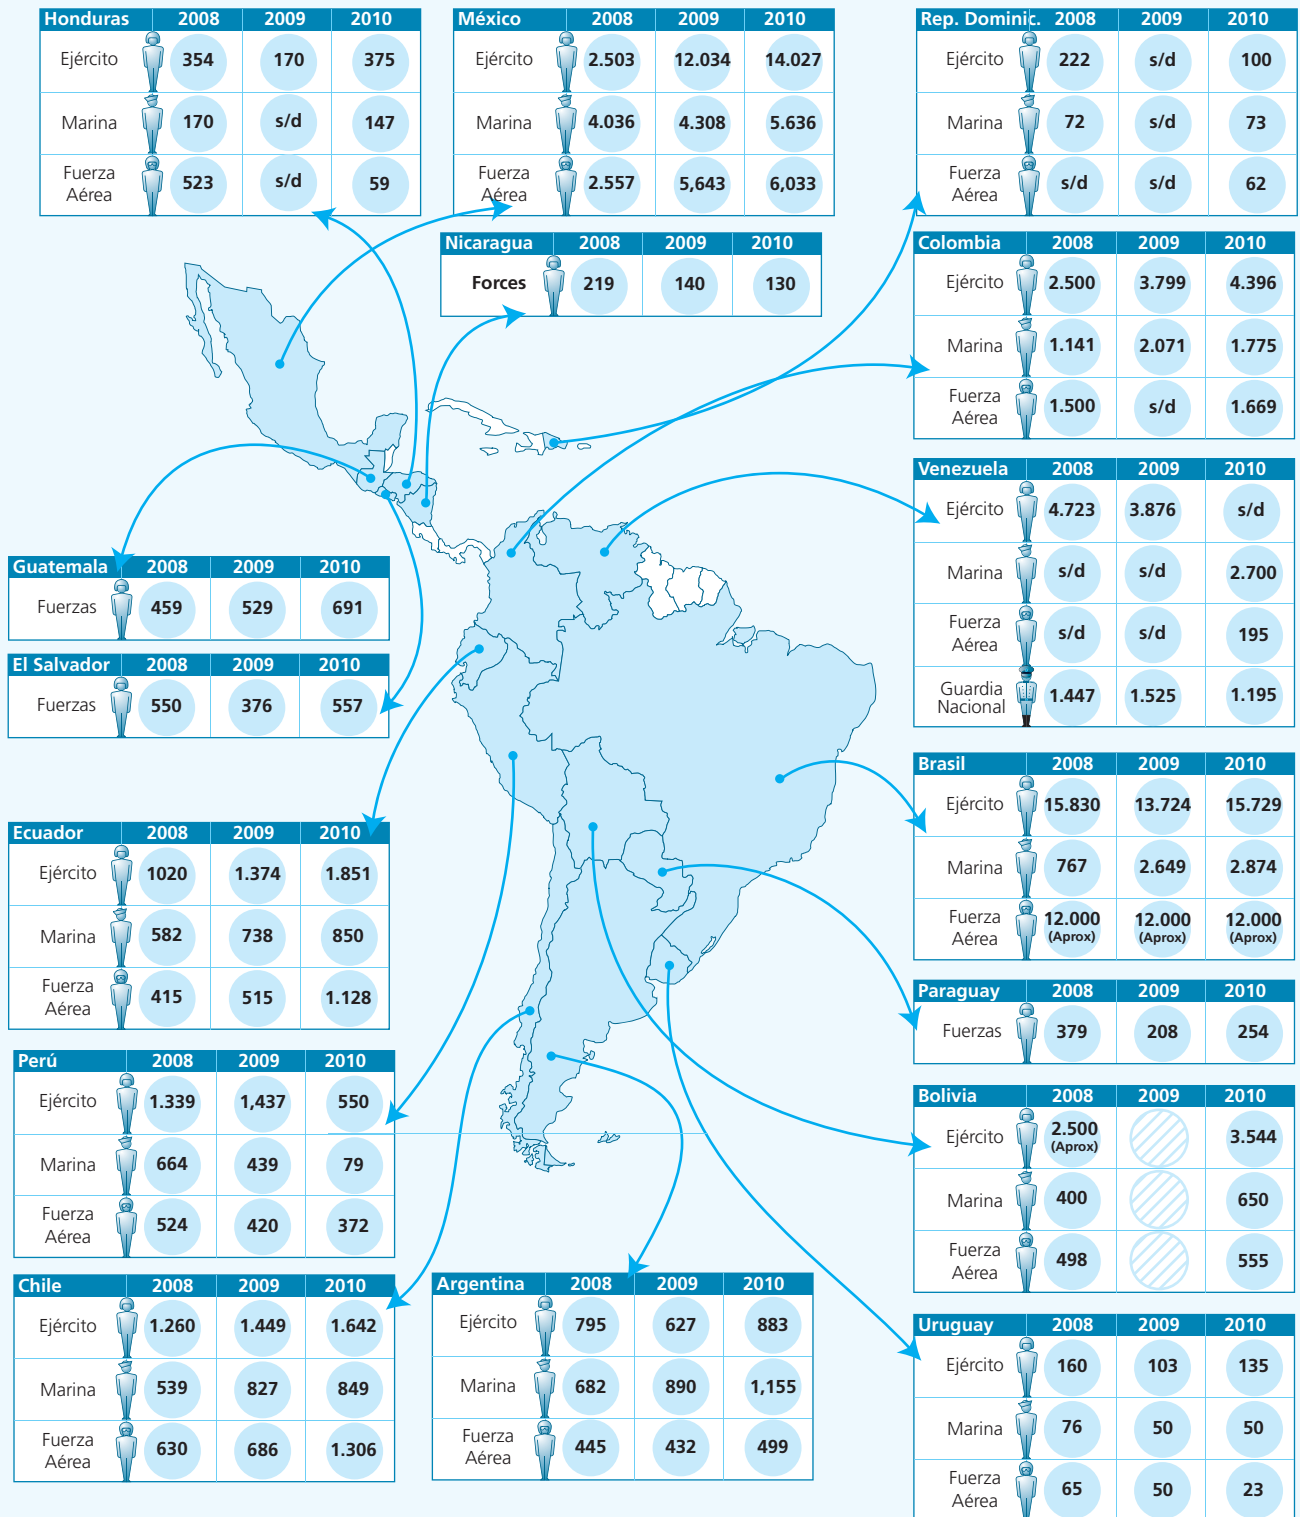 Honduras 2008 2009 2010
Ejército 354 170 375
Marina 170 s/d 147
Fuerza
Aérea 523 s/d 59
México 2008 2009 2010
Ejército 2.503 12.034 14.027
Marina 4.036 4.308 5.636
Fuerza
Aérea 2.557 5,643 6,033
Rep. Dominic. 2008 2009 2010
Ejército 222 s/d 100
Marina 72 s/d 73
Fuerza
Aérea s/d s/d 62
Nicaragua 2008 2009 2010
Forces 219 140 130
Colombia 2008 2009 2010
Ejército 2.500 3.799 4.396
Marina 1.141 2.071 1.775
Fuerza
Aérea 1.500 s/d 1.669
Venezuela 2008 2009 2010
Ejército 4.723 3.876 s/d
Marina s/d s/d 2.700
Fuerza
Aérea s/d s/d 195
Guardia
Nacional 1.447 1.525 1.195
Guatemala 2008 2009 2010
Fuerzas 459 529 691
El Salvador 2008 2009 2010
Fuerzas 550 376 557
Brasil 2008 2009 2010
Ejército 15.830 13.724 15.729
Marina 767 2.649 2.874
Fuerza
Aérea 12.000 12.000 12.000
(Aprox) (Aprox) (Aprox)
Ecuador 2008 2009 2010
Ejército 1020 1.374 1.851
Marina 582 738 850
Fuerza
Aérea 415 515 1.128
Paraguay 2008 2009 2010
Fuerzas 379 208 254
Perú 2008 2009 2010
Ejército 1.339 1,437 550
Marina 664 439 79
Fuerza
Aérea 524 420 372
Bolivia 2008 2009 2010
Ejército 2.500 3.544
(Aprox)
Marina 400 650
Fuerza
Aérea 498 555
Chile 2008 2009 2010
Ejército 1.260 1.449 1.642
Marina 539 827 849
Fuerza
Aérea 630 686 1.306
Argentina 2008 2009 2010
Ejército 795 627 883
Marina 682 890 1,155
Fuerza
Aérea 445 432 499
Uruguay 2008 2009 2010
Ejército 160 103 135
Marina 76 50 50
Fuerza
Aérea 65 50 23